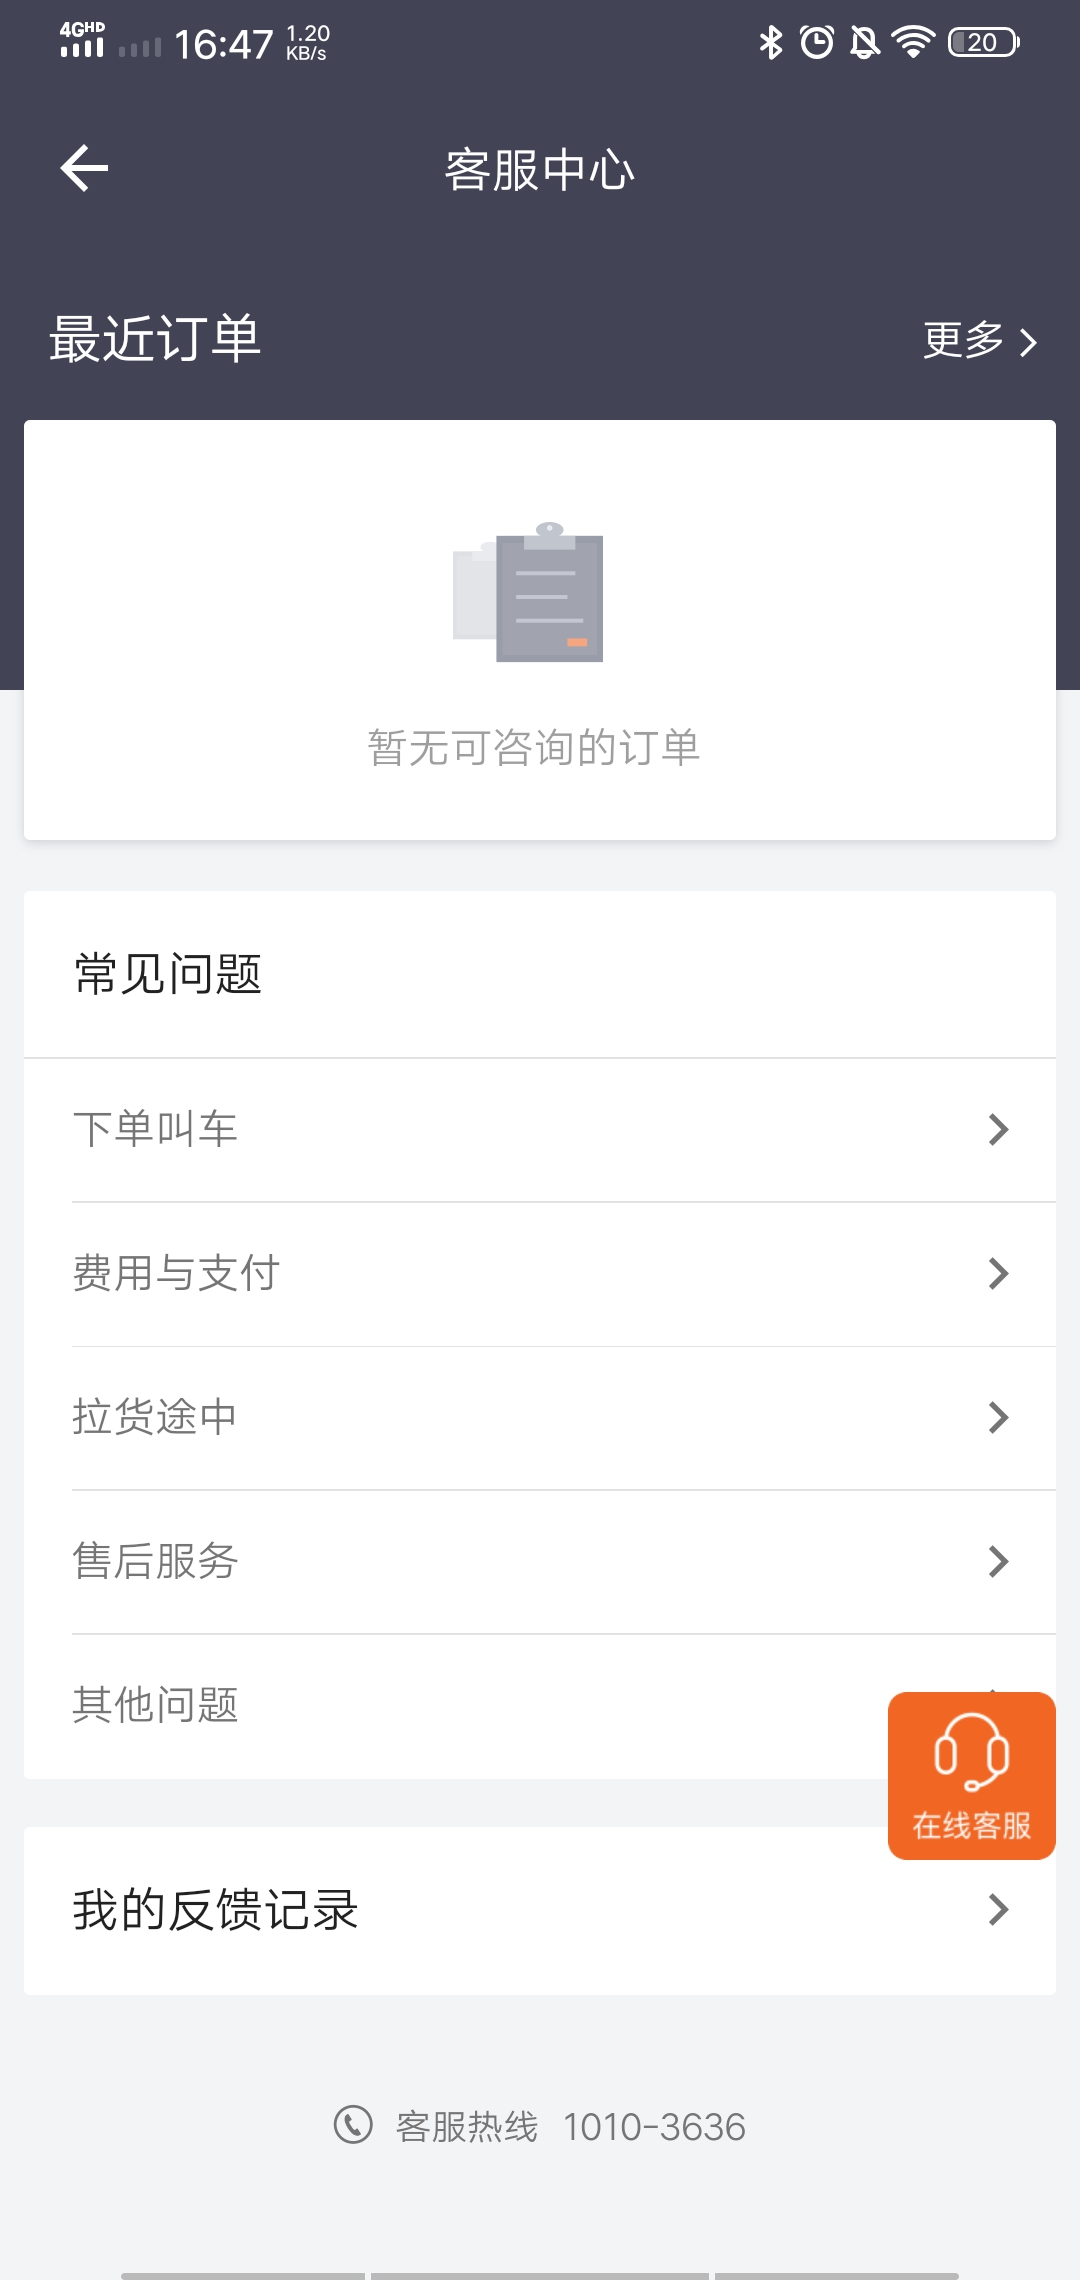 4GHD 16:47 1.20 KB/s 20
客服中心
最近订单 更多
暂无可咨询的订单
常见问题
下单叫车
费用与支付
拉货途中
售后服务
其他问题
在线客服
我的反馈记录
客服热线 1010-3636